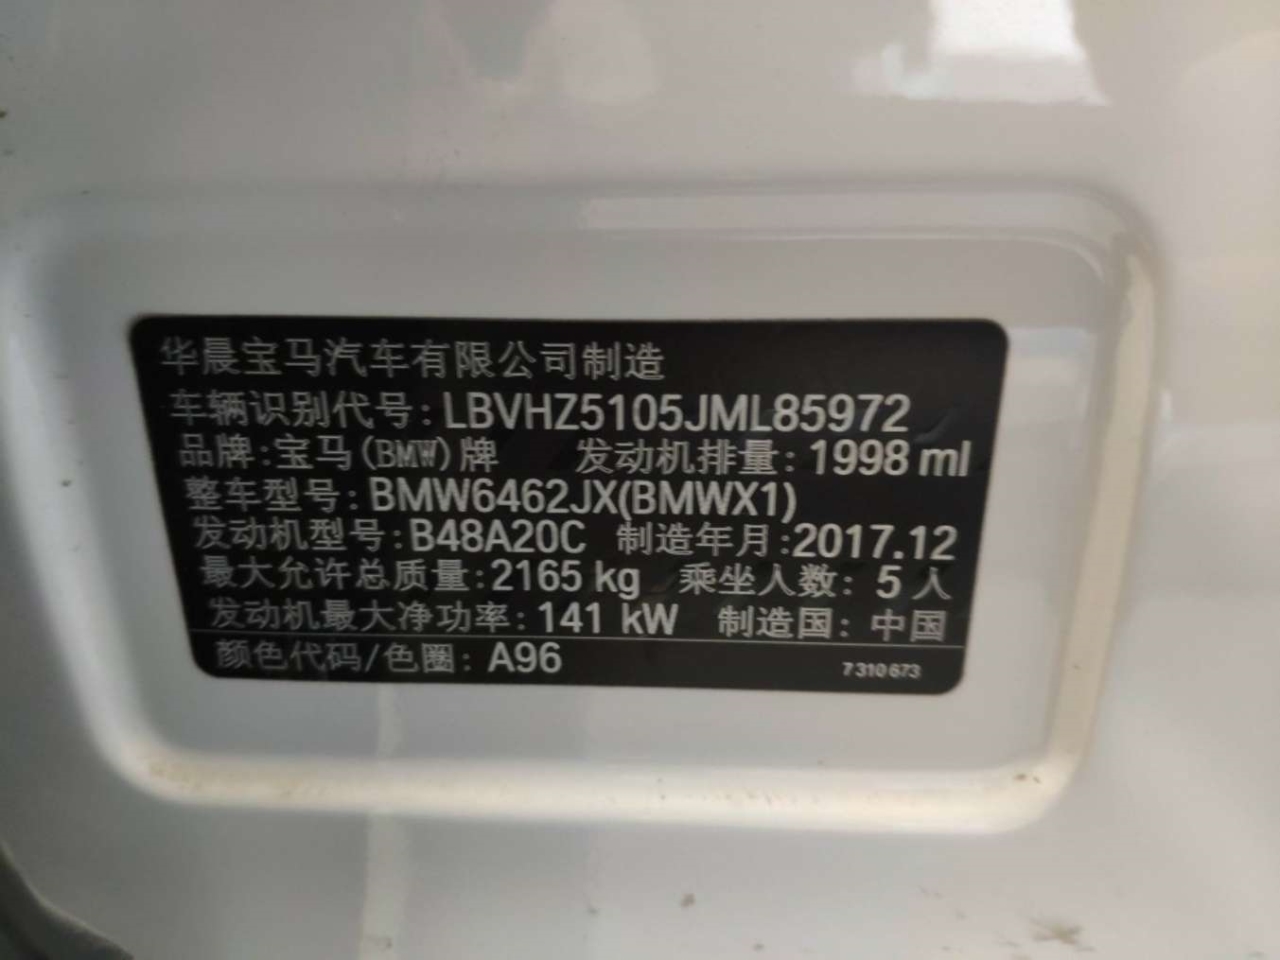 华晨宝马汽车有限公司制造
车辆识别代号: LBVHZ5105JML85972
品牌:宝马(BMW)牌 发动机排量: 1998 ml
整车型号: BMW6462JX(BMWX1)
发动机型号: B48A20C 制造年月:2017.12
最大允许总质量: 2165 kg 乘坐人数: 5 人
发动机最大净功率: 141 kW 制造国: 中国
颜色代码/色圈: A96 7310673